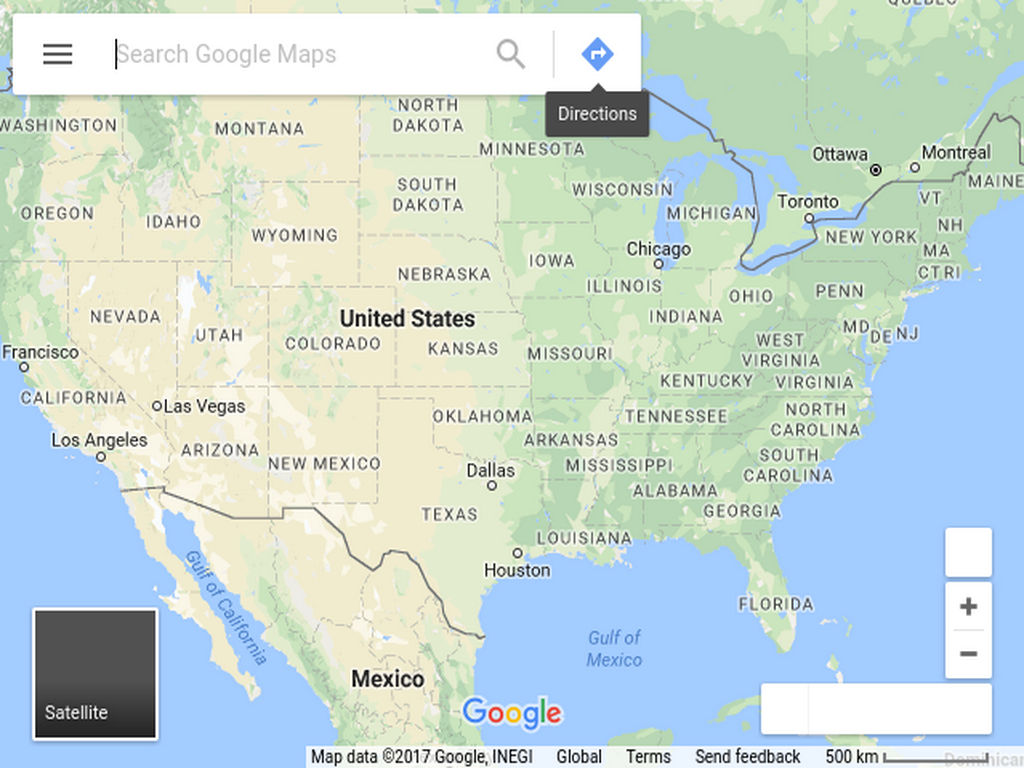 QUEBEC
Search Google Maps
Directions
WASHINGTON
MONTANA
NORTH
DAKOTA
MINNESOTA
Ottawa
Montreal
MAINE
OREGON
IDAHO
WYOMING
SOUTH
DAKOTA
WISCONSIN
MICHIGAN
Toronto
VT
NH
NEW YORK
MA
CT RI
Chicago
IOWA
NEBRASKA
ILLINOIS
OHIO
PENN
NEVADA
UTAH
United States
COLORADO
KANSAS
MISSOURI
INDIANA
WEST
VIRGINIA
MD
DE
NJ
Francisco
CALIFORNIA
Las Vegas
KENTUCKY
VIRGINIA
Los Angeles
ARIZONA
NEW MEXICO
OKLAHOMA
ARKANSAS
TENNESSEE
NORTH
CAROLINA
Dallas
MISSISSIPPI
ALABAMA
SOUTH
CAROLINA
GEORGIA
TEXAS
LOUISIANA
Houston
Gulf of California
FLORIDA
Gulf of
Mexico
+
−
Mexico
Satellite
Google
Map data ©2017 Google, INEGI Global Terms Send feedback 500 km